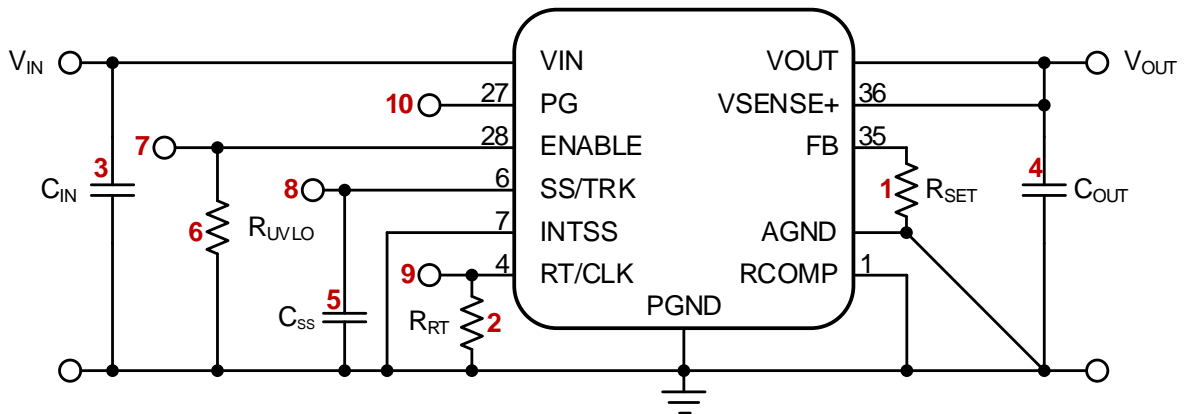 VIN VIN VOUT VOUT
10 27 PG VSENSE+ 36
7 28 ENABLE FB 35
3 CIN 8 6 SS/TRK 1 RSET 4 COUT
6 RUVLO 7 INTSS AGND
9 4 RT/CLK RCOMP 1
5 CSS RRT 2 PGND